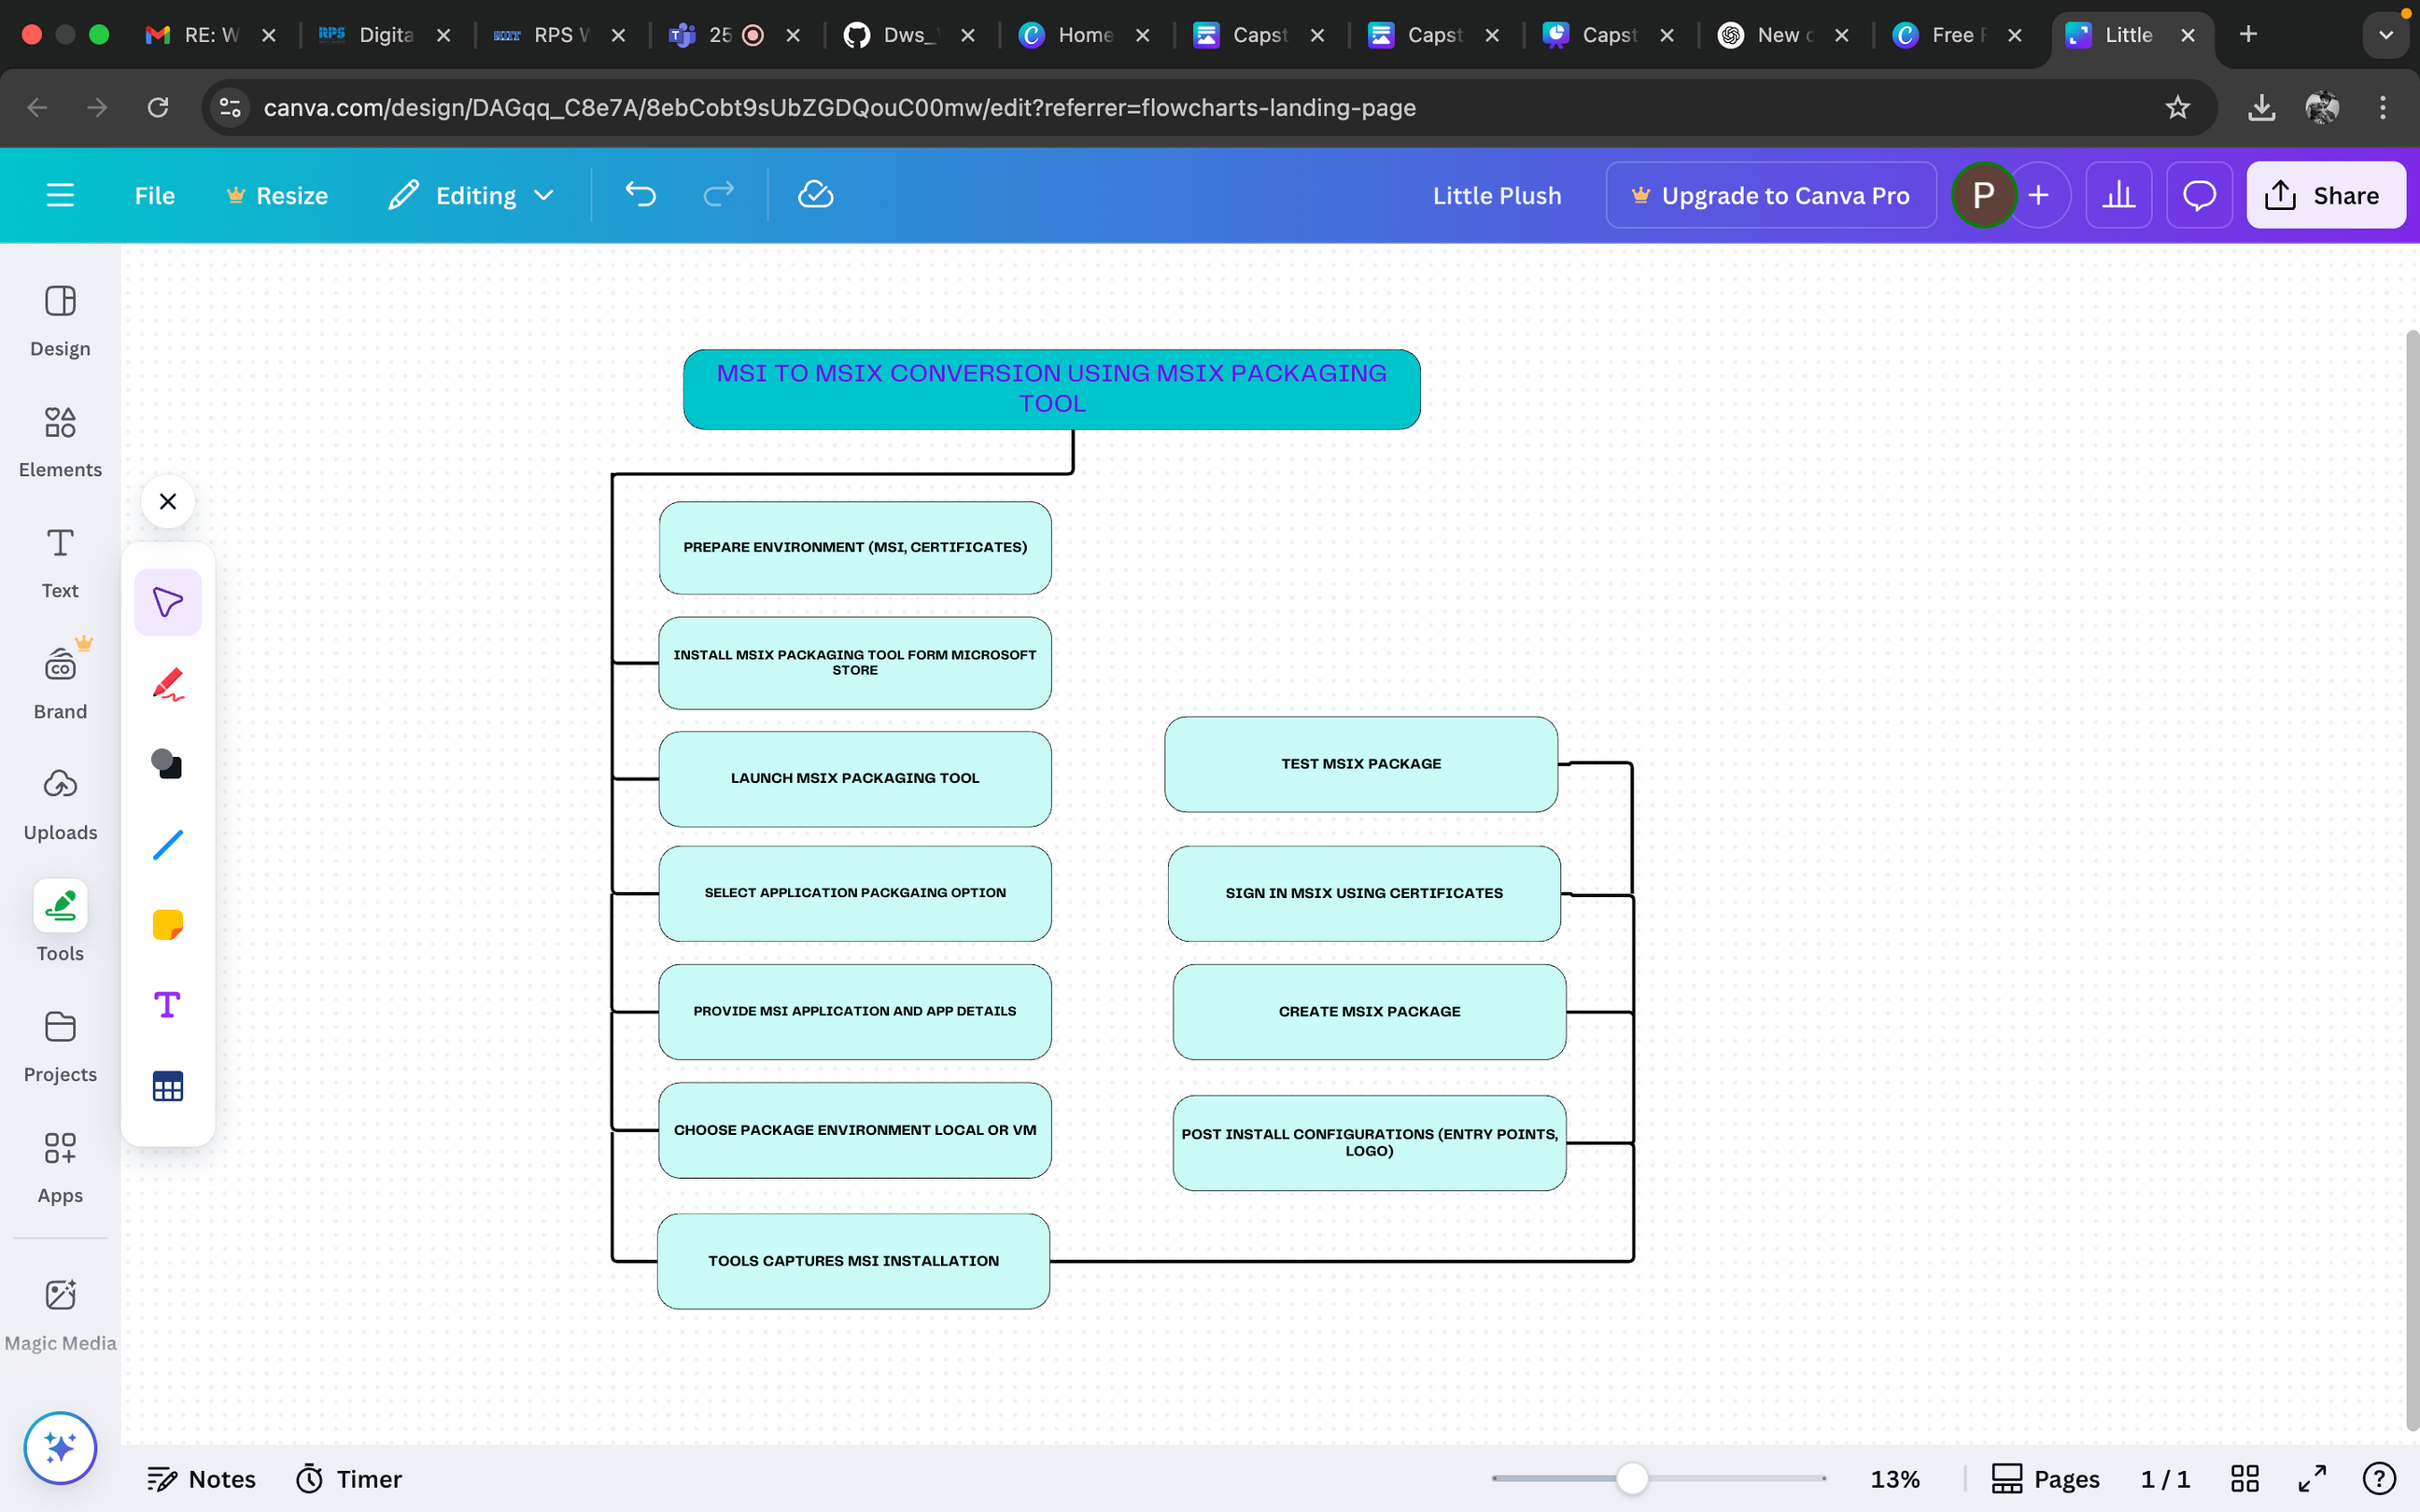 RE: W
Digita
RPS W
25
Dws_
Home
Capst
Capst
Capst
New c
Free F
Little
canva.com/design/DAGqq_C8e7A/8ebCobt9sUbZGDQouC00mw/edit?referrer=flowcharts-landing-page
File
Resize
Editing
Little Plush
Upgrade to Canva Pro
P
Share
Design
Elements
Text
CO
Brand
Uploads
Tools
Projects
Apps
Magic Media
MSI TO MSIX CONVERSION USING MSIX PACKAGING
TOOL
PREPARE ENVIRONMENT (MSI, CERTIFICATES)
INSTALL MSIX PACKAGING TOOL FORM MICROSOFT
STORE
LAUNCH MSIX PACKAGING TOOL
SELECT APPLICATION PACKGAING OPTION
PROVIDE MSI APPLICATION AND APP DETAILS
CHOOSE PACKAGE ENVIRONMENT LOCAL OR VM
TOOLS CAPTURES MSI INSTALLATION
TEST MSIX PACKAGE
SIGN IN MSIX USING CERTIFICATES
CREATE MSIX PACKAGE
POST INSTALL CONFIGURATIONS (ENTRY POINTS,
LOGO)
Notes
Timer
13%
Pages
1 / 1